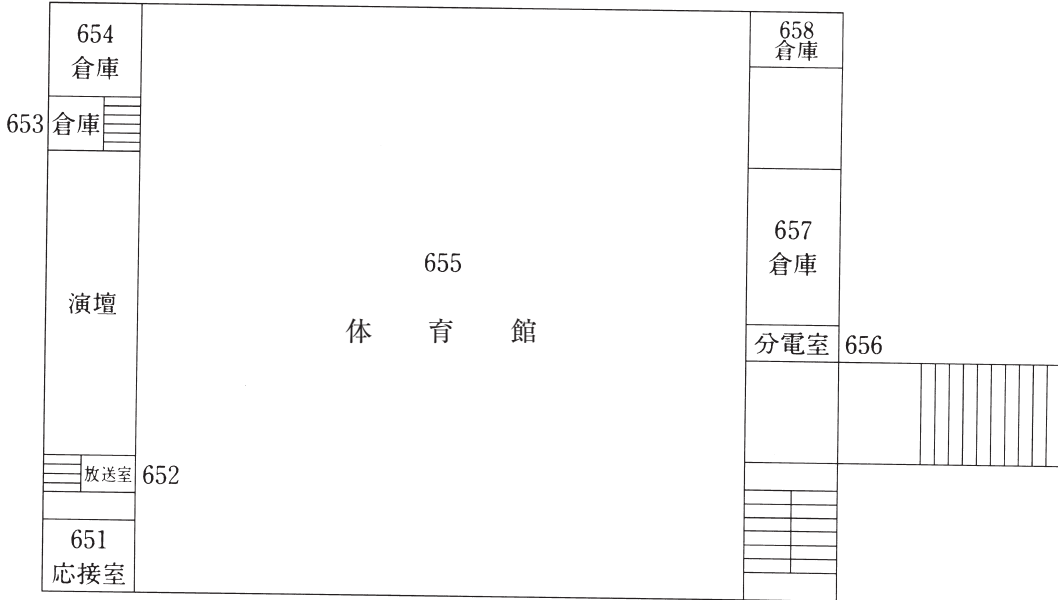 654
倉庫
653 倉庫
演壇
放送室 652
651
応接室
655
体育館
658
倉庫
657
倉庫
分電室 656